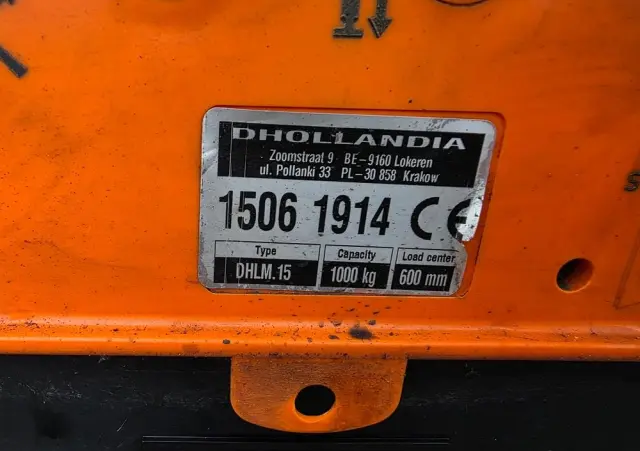 DHOLLANDIA
Zoomstraat 9 BE-9160 Lokeren
ul. Pollanki 33 PL-30 858 Krakow
1506 1914 CE
Type Capacity Load center
DHLM.15 1000 kg 600 mm